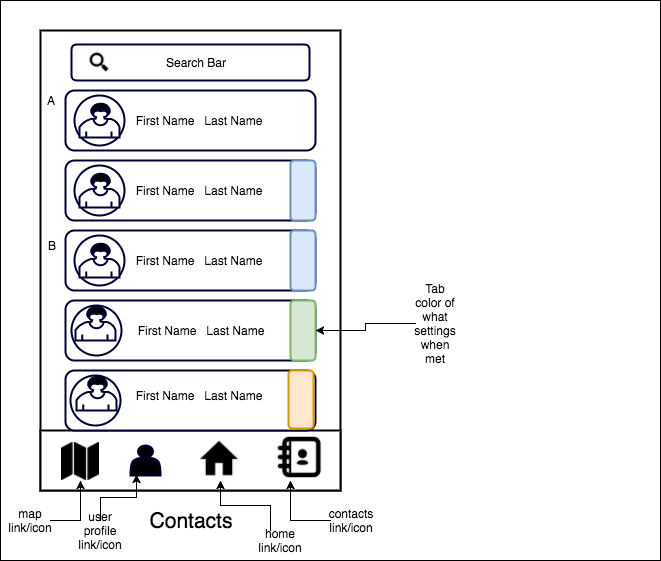 Search Bar
A
First Name Last Name
First Name Last Name
B
First Name Last Name
First Name Last Name
First Name Last Name
Tab
color of
what
settings
when
met
map
link/icon
user
profile
link/icon
Contacts
home
link/icon
contacts
link/icon